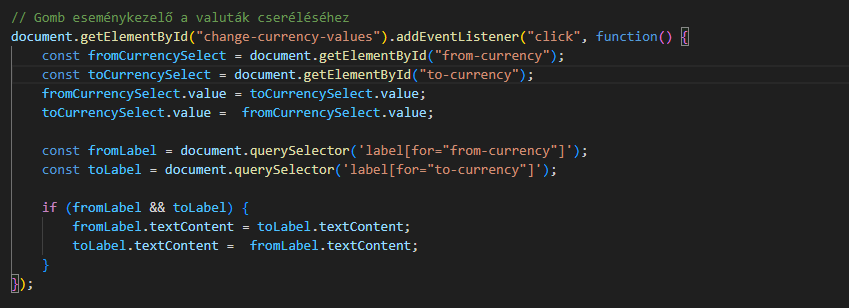 // Gomb eseménykezelő a valuták cseréléséhez
document.getElementById("change-currency-values").addEventListener("click", function() {
    const fromCurrencySelect = document.getElementById("from-currency");
    const toCurrencySelect = document.getElementById("to-currency");
    fromCurrencySelect.value = toCurrencySelect.value;
    toCurrencySelect.value =  fromCurrencySelect.value;

    const fromLabel = document.querySelector('label[for="from-currency"]');
    const toLabel = document.querySelector('label[for="to-currency"]');

    if (fromLabel && toLabel) {
        fromLabel.textContent = toLabel.textContent;
        toLabel.textContent =  fromLabel.textContent;
    }
});